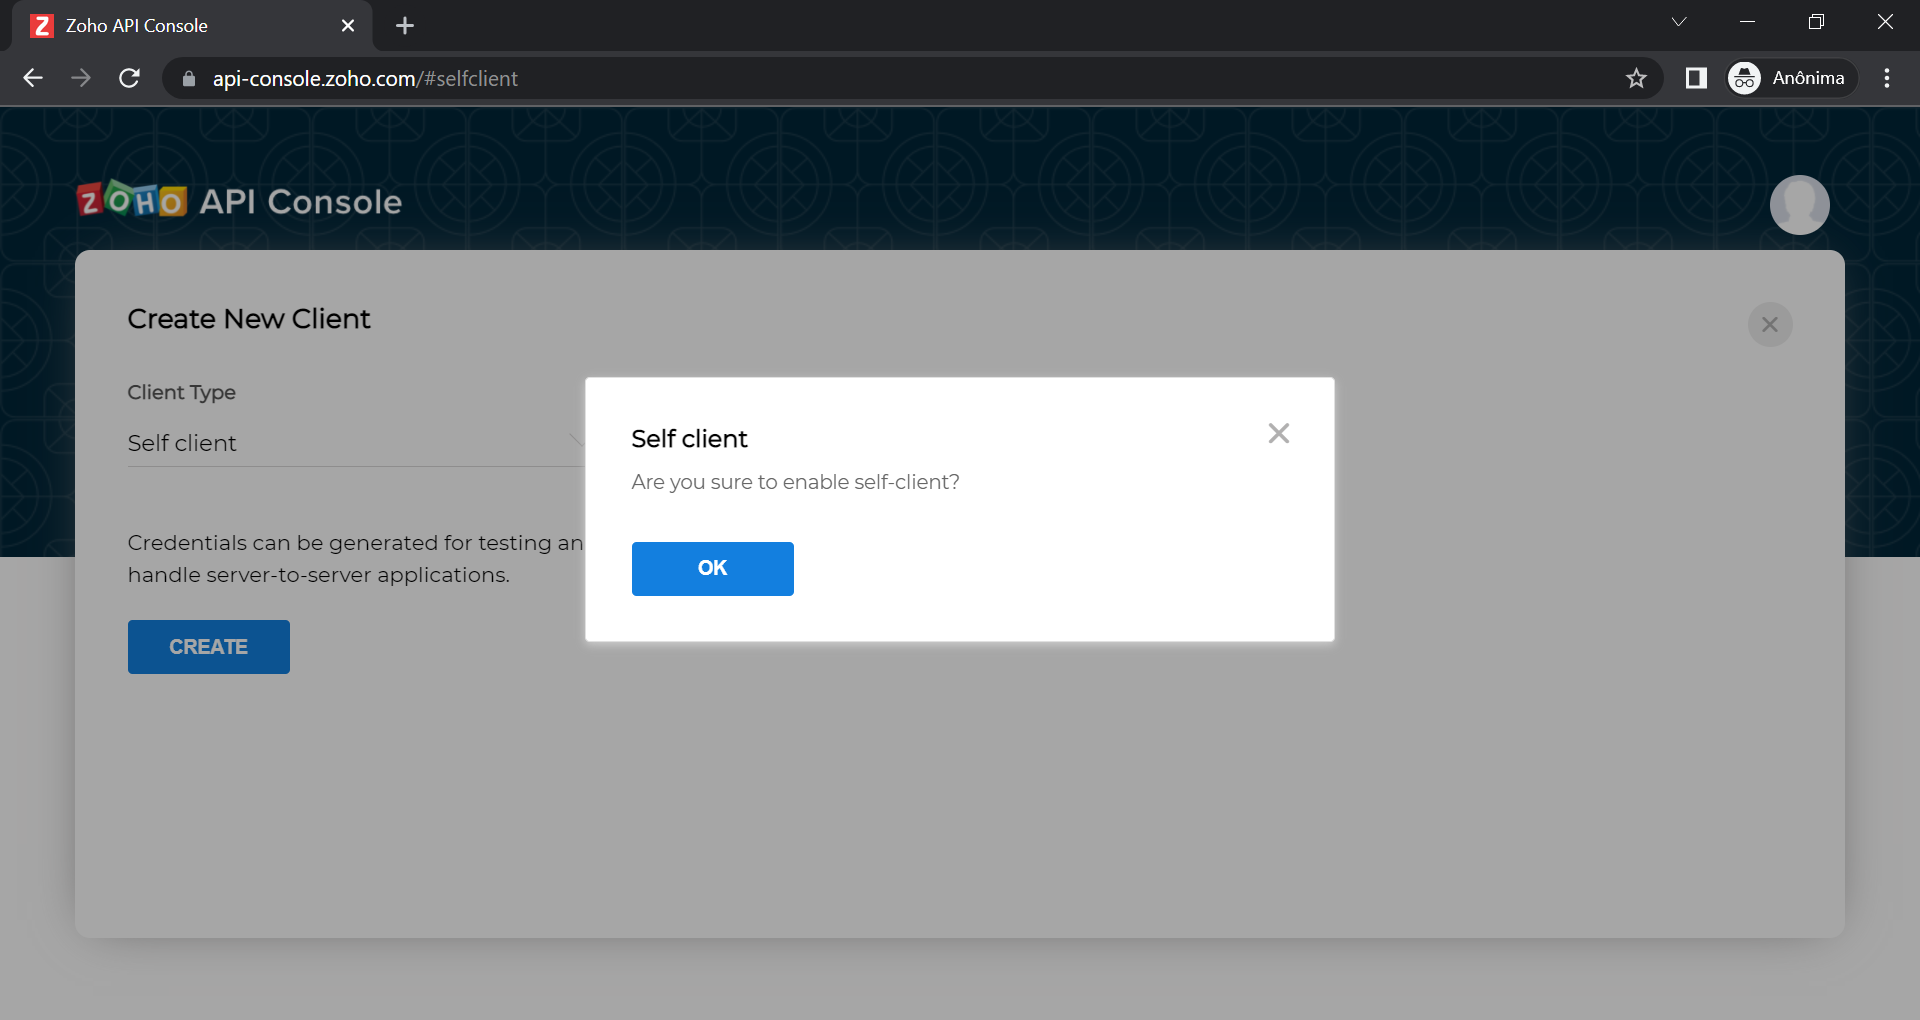 Zoho API Console
api-console.zoho.com/#selfclient
Anônima
ZOHO API Console
Create New Client
Client Type
Self client
Credentials can be generated for testing an
handle server-to-server applications.
CREATE
Self client
Are you sure to enable self-client?
OK